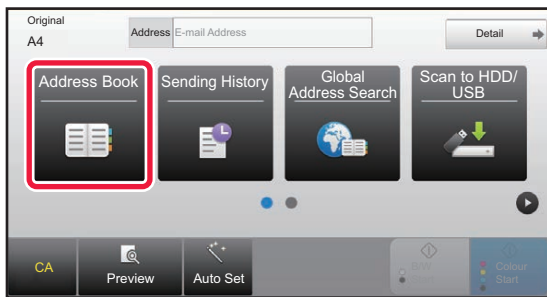 Original
A4
Address E-mail Address
Detail
Address Book
Sending History
Global
Address Search
Scan to HDD/
USB
CA
Preview
Auto Set
B/W
Start
Colour
Start